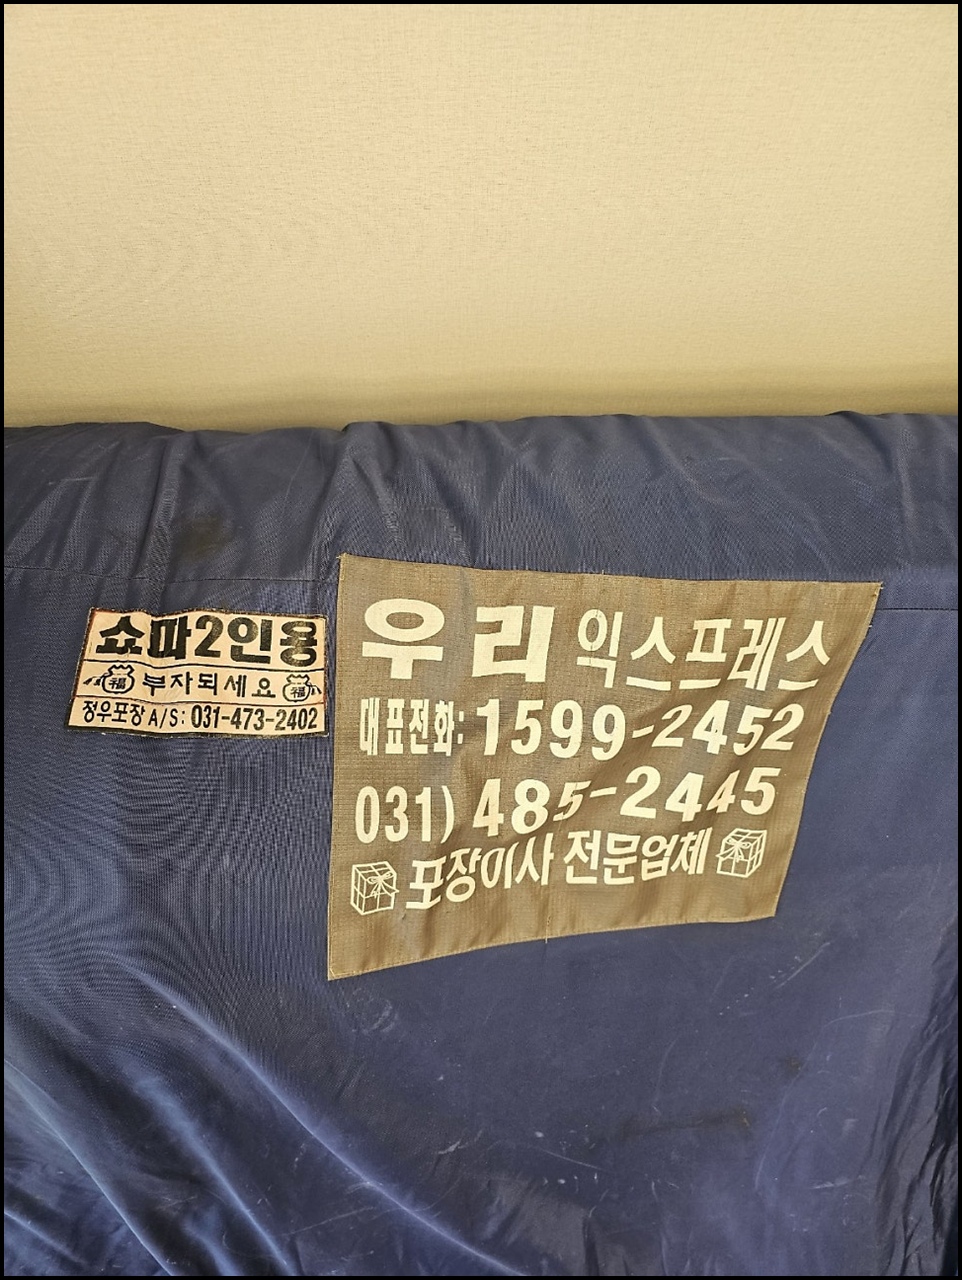 쇼파2인용
福 부자되세요 福
정우포장 A/S: 031-473-2402
우리 익스프레스
대표전화: 1599-2452
031) 485-2445
포장이사 전문업체